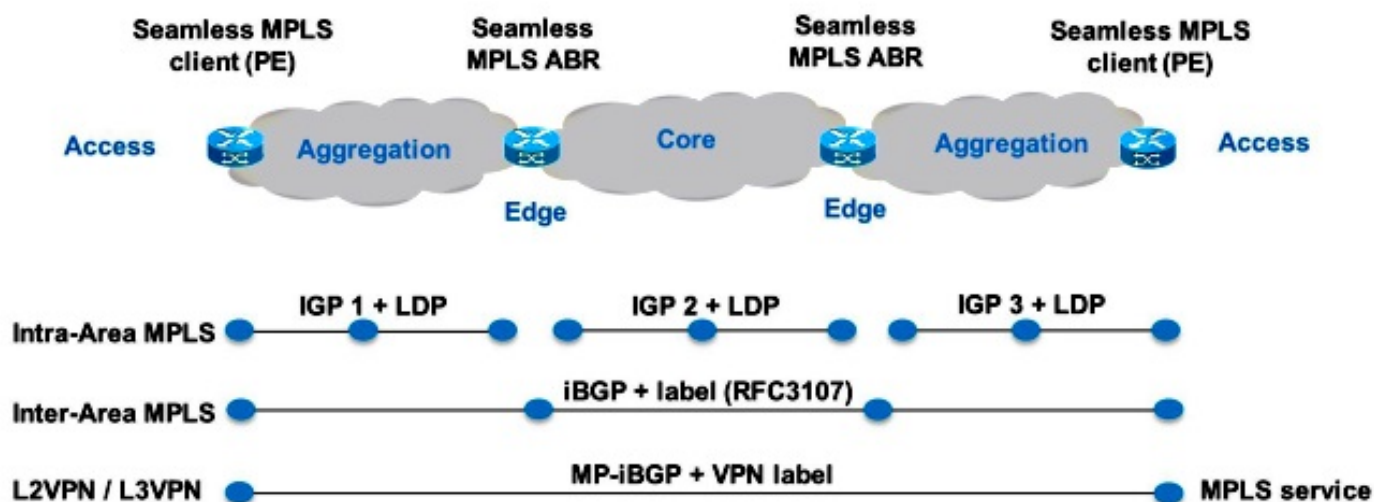 Seamless MPLS
client (PE)
Seamless
MPLS ABR
Seamless
MPLS ABR
Seamless MPLS
client (PE)
Access
Aggregation
Core
Aggregation
Access
Edge
Edge
IGP 1 + LDP
IGP 2 + LDP
IGP 3 + LDP
Intra-Area MPLS
iBGP + label (RFC3107)
Inter-Area MPLS
MP-iBGP + VPN label
L2VPN / L3VPN
MPLS service